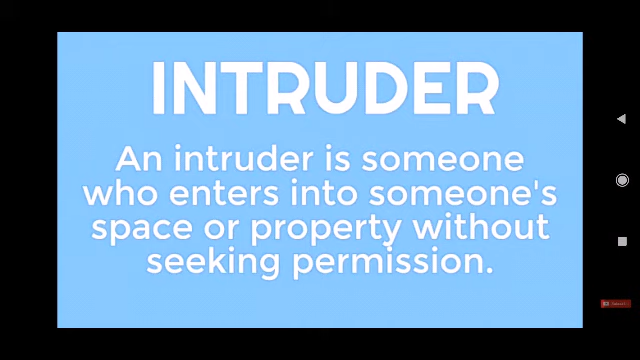 INTRUDER
An intruder is someone
who enters into someone's
space or property without
seeking permission.